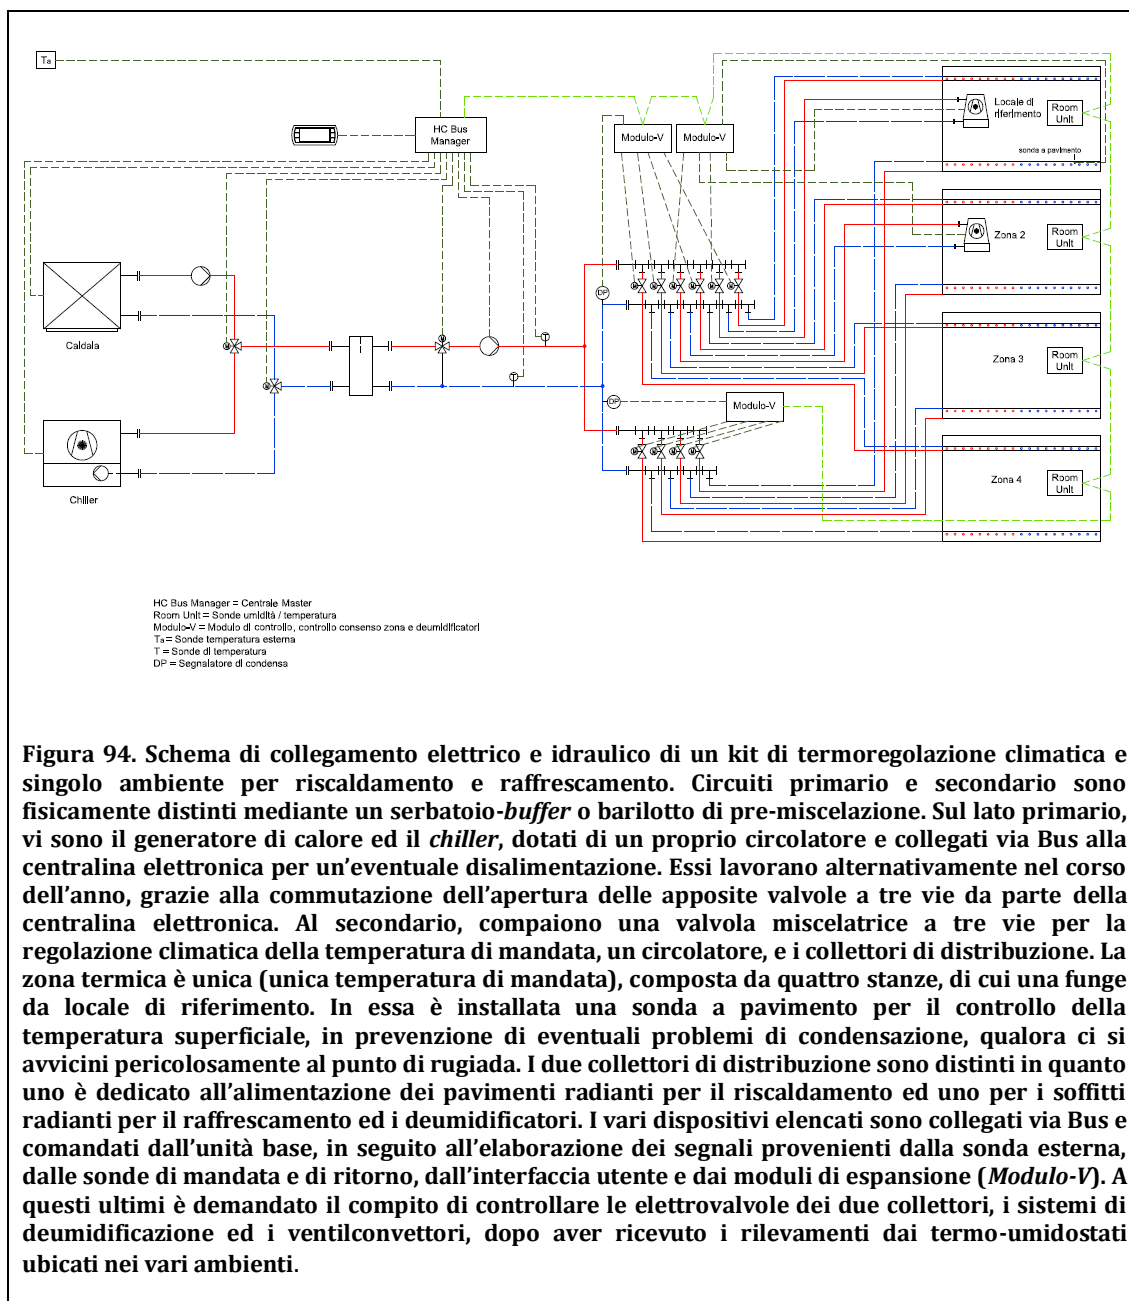 Ta
HC Bus
Manager
Modulo-V
Modulo-V
Locale di
riferimento
Room
Unit
sonda a pavimento
Zona 2
Room
Unit
DP
Caldaia
T
T
Zona 3
Room
Unit
DP
Modulo-V
Zona 4
Room
Unit
Chiller
HC Bus Manager = Centrale Master
Room Unit = Sonde umidità / temperatura
Modulo-V = Modulo di controllo, controllo consenso zona e deumidificatori
Ta = Sonde temperatura esterna
T = Sonde di temperatura
DP = Segnalatore di condensa
Figura 94. Schema di collegamento elettrico e idraulico di un kit di termoregolazione climatica e
singolo ambiente per riscaldamento e raffrescamento. Circuiti primario e secondario sono
fisicamente distinti mediante un serbatoio-buffer o barilotto di pre-miscelazione. Sul lato primario,
vi sono il generatore di calore ed il chiller, dotati di un proprio circolatore e collegati via Bus alla
centralina elettronica per un'eventuale disalimentazione. Essi lavorano alternativamente nel corso
dell'anno, grazie alla commutazione dell'apertura delle apposite valvole a tre vie da parte della
centralina elettronica. Al secondario, compaiono una valvola miscelatrice a tre vie per la
regolazione climatica della temperatura di mandata, un circolatore, e i collettori di distribuzione. La
zona termica è unica (unica temperatura di mandata), composta da quattro stanze, di cui una funge
da locale di riferimento. In essa è installata una sonda a pavimento per il controllo della
temperatura superficiale, in prevenzione di eventuali problemi di condensazione, qualora ci si
avvicini pericolosamente al punto di rugiada. I due collettori di distribuzione sono distinti in quanto
uno è dedicato all'alimentazione dei pavimenti radianti per il riscaldamento ed uno per i soffitti
radianti per il raffrescamento ed i deumidificatori. I vari dispositivi elencati sono collegati via Bus e
comandati dall'unità base, in seguito all'elaborazione dei segnali provenienti dalla sonda esterna,
dalle sonde di mandata e di ritorno, dall'interfaccia utente e dai moduli di espansione (Modulo-V). A
questi ultimi è demandato il compito di controllare le elettrovalvole dei due collettori, i sistemi di
deumidificazione ed i ventilconvettori, dopo aver ricevuto i rilevamenti dai termo-umidostati
ubicati nei vari ambienti.